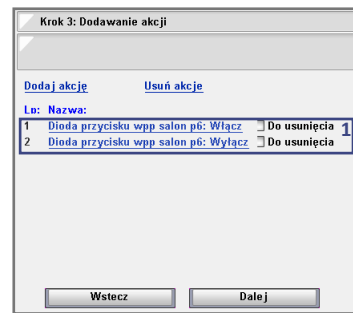 Krok 3: Dodawanie akcji
Dodaj akcję Usuń akcje
Lp: Nazwa:
1 Dioda przycisku wpp salon p6: Włącz Do usunięcia 1
2 Dioda przycisku wpp salon p6: Wyłącz Do usunięcia
Wstecz Dalej